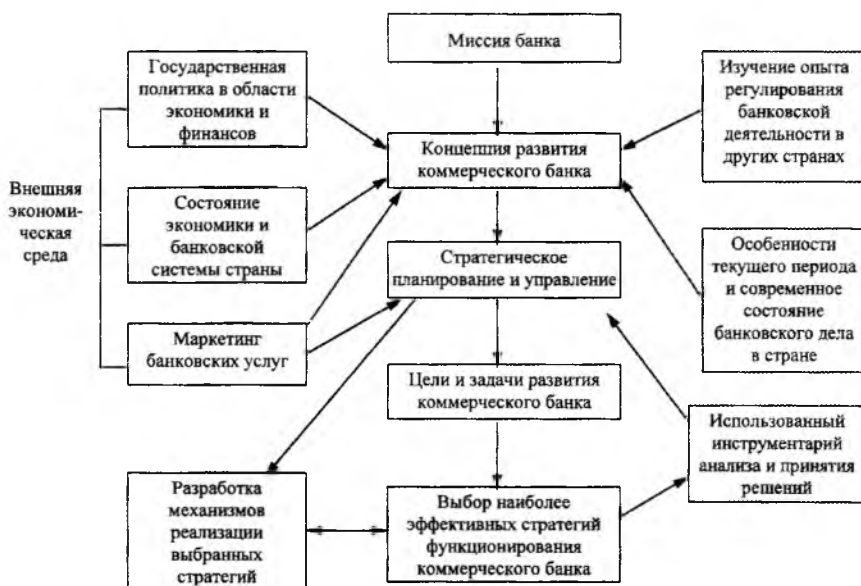 Миссия банка
Государственная
политика в области
экономики и
финансов
Изучение опыта
регулирования
банковской
деятельности в
других странах
Концепция развития
коммерческого банка
Внешняя
экономи-
ческая
среда
Состояние
экономики и
банковской
системы страны
Стратегическое
планирование и управление
Особенности
текущего периода
и современное
состояние
банковского дела
в стране
Маркетинг
банковских услуг
Цели и задачи развития
коммерческого банка
Использованный
инструментарий
анализа и принятия
решений
Разработка
механизмов
реализации
выбранных
стратегий
Выбор наиболее
эффективных стратегий
функционирования
коммерческого банка